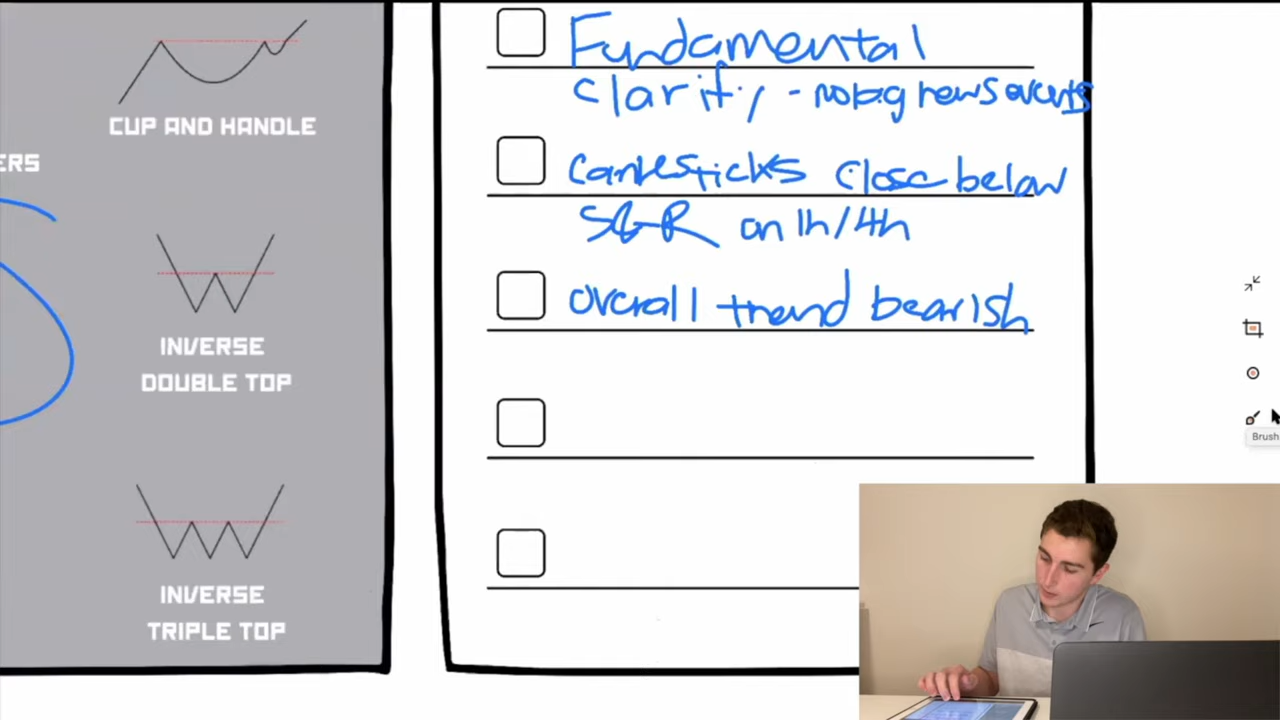 CUP AND HANDLE
ERS
INVERSE
DOUBLE TOP
INVERSE
TRIPLE TOP
Fundamental
clarity - no big news events
candlesticks close below
S&R on 1h/4h
overall trend bearish
Brush